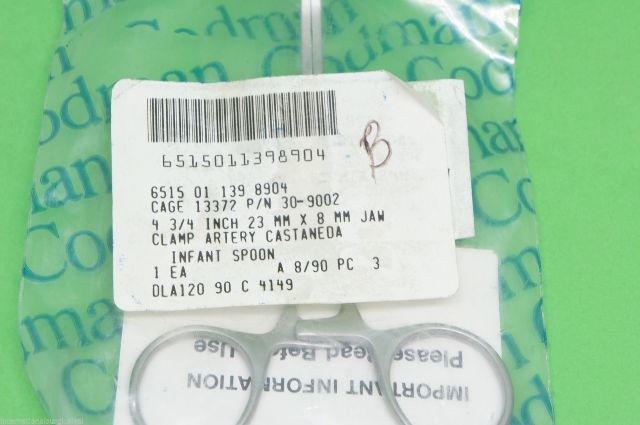 Codman
Codman
6515011398904
B
6515 01 139 8904
CAGE 13372 P/N 30-9002
4 3/4 INCH 23 MM X 8 MM JAW
CLAMP ARTERY CASTANEDA
INFANT SPOON
1 EA A 8/90 PC 3
DLA120 90 C 4149
Please Read Before Use
IMPORTANT INFORMATION